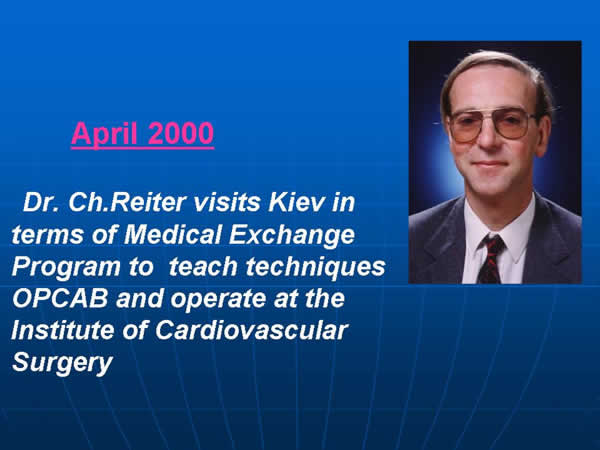 April 2000
Dr. Ch.Reiter visits Kiev in
terms of Medical Exchange
Program to teach techniques
OPCAB and operate at the
Institute of Cardiovascular
Surgery